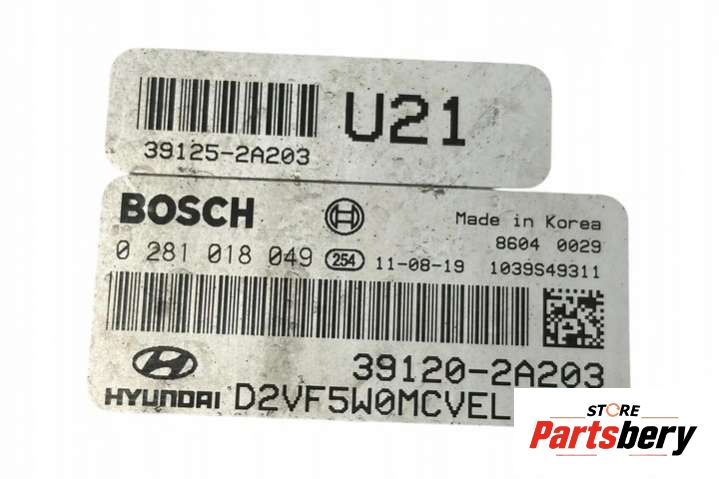 U21
39125-2A203
BOSCH
Made in Korea
8604 0029
0 281 018 049 254 11-08-19 1039S49311
39120-2A203
HYUNDAI D2VF5W0MCVEL
STORE
Partsbery